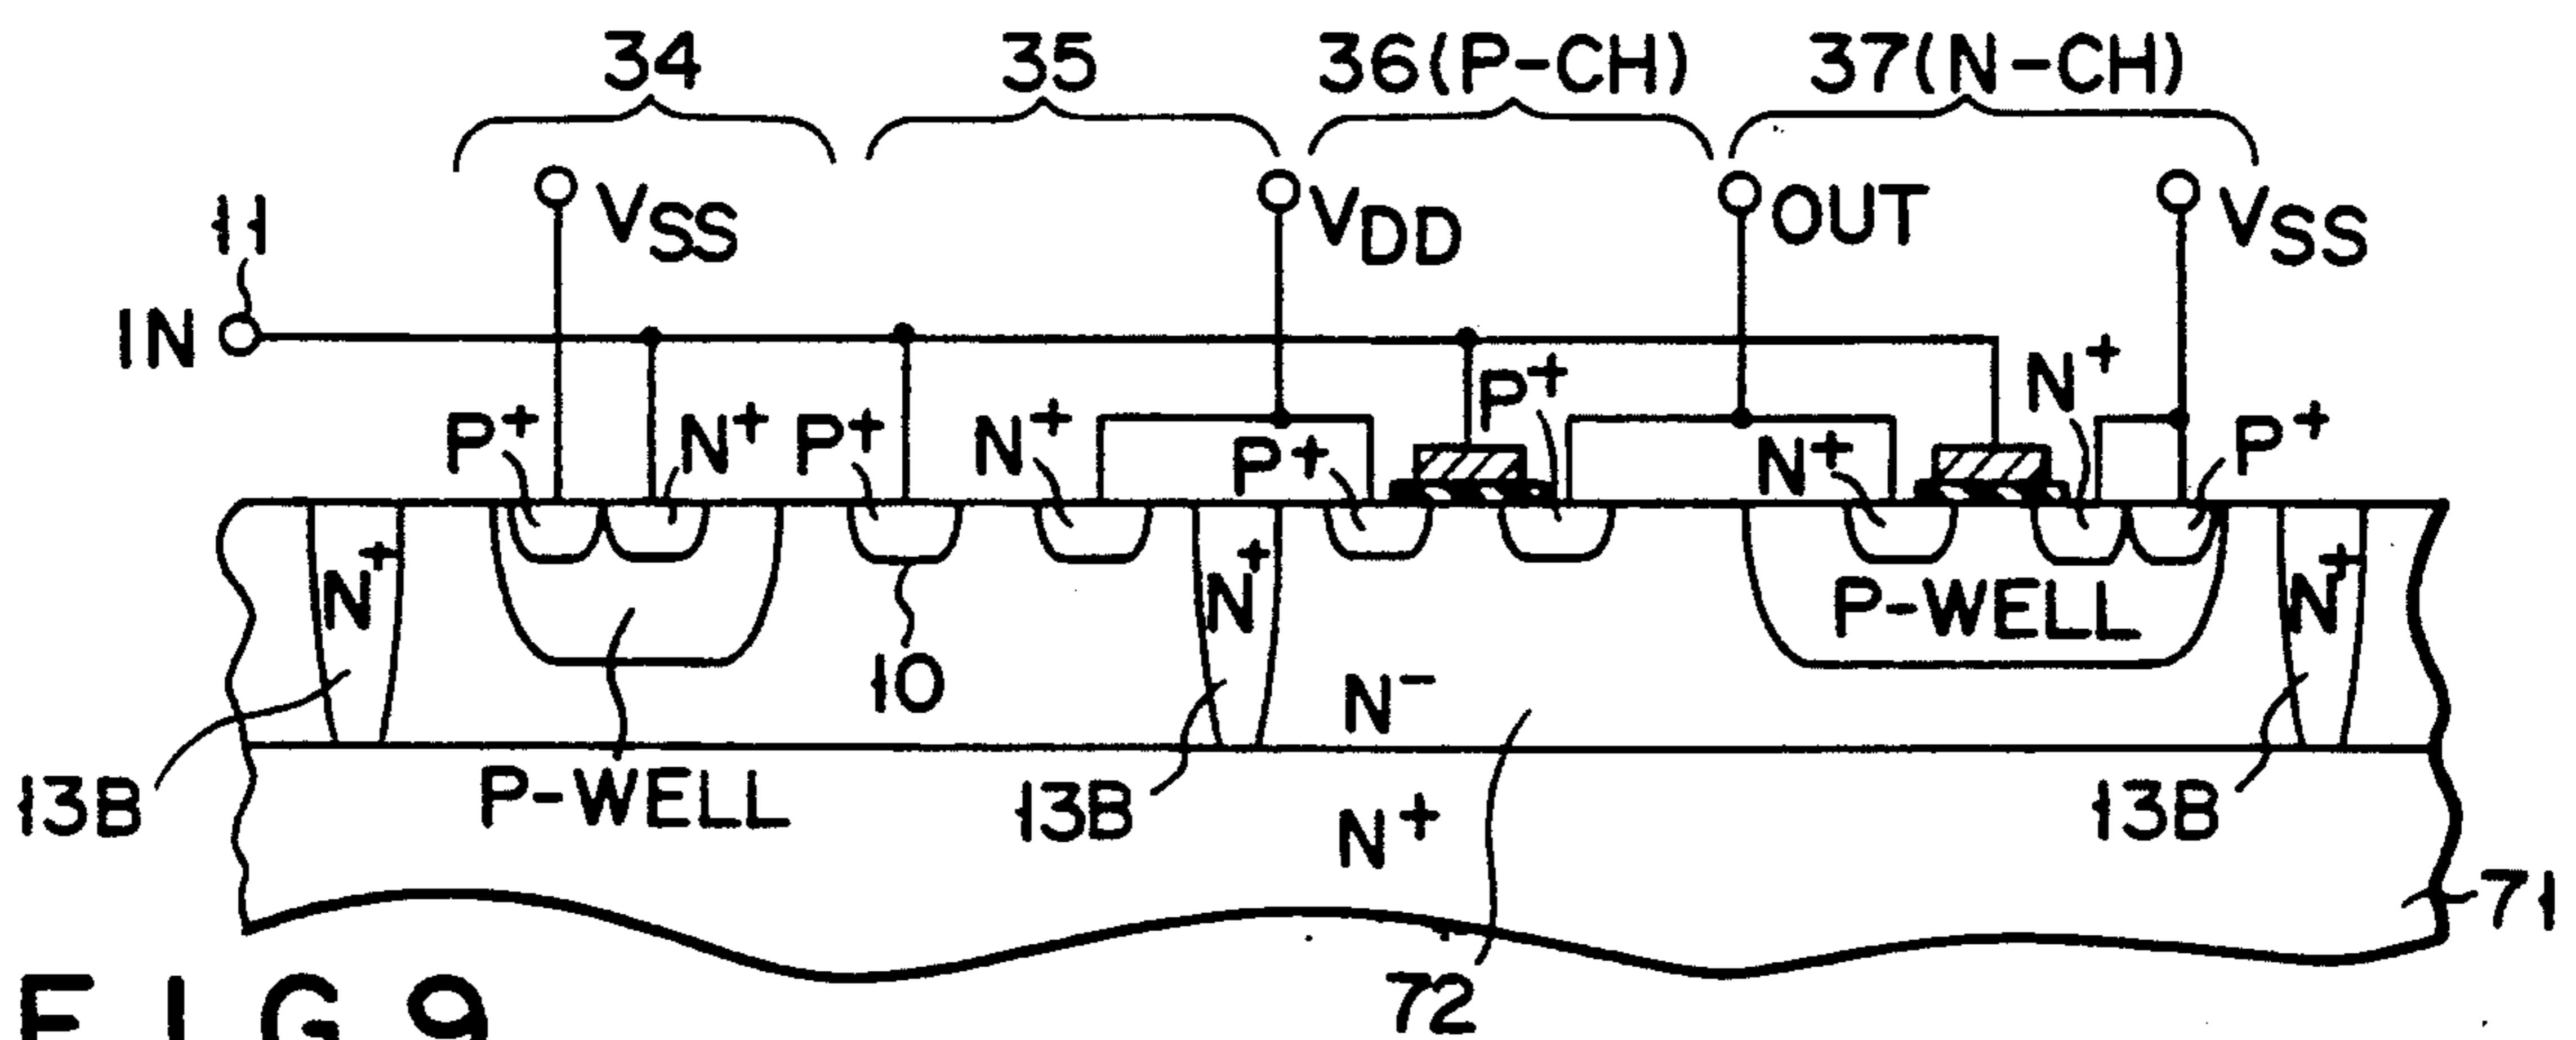 34 35 36(P-CH) 37(N-CH)
VSS VDD OUT VSS
11
IN
P+ N+ P+ N+ P+ P+ N+ N+ P+
N+ N+ P-WELL N+
10
N-
13B P-WELL 13B N+ 13B
71
72
FIG 9